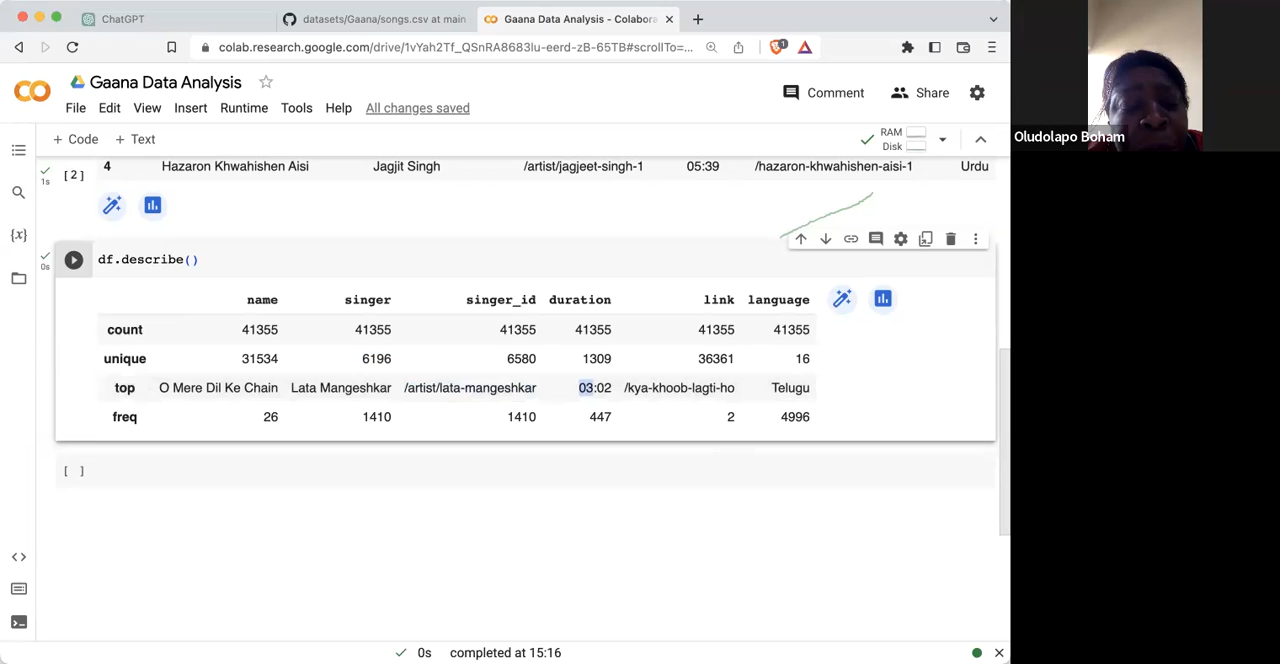 ChatGPT
datasets/Gaana/songs.csv at main
Gaana Data Analysis - Colabora
colab.research.google.com/drive/1vYah2Tf_QSnRA8683lu-eerd-zB-65TB#scrollTo=...
1
Gaana Data Analysis
File Edit View Insert Runtime Tools Help All changes saved
Comment
Share
+ Code + Text
RAM
Disk
1s
[2] 4 Hazaron Khwahishen Aisi Jagjit Singh /artist/jagjeet-singh-1 05:39 /hazaron-khwahishen-aisi-1 Urdu
{x}
0s
df.describe()
name singer singer_id duration link language
count 41355 41355 41355 41355 41355 41355
unique 31534 6196 6580 1309 36361 16
top O Mere Dil Ke Chain Lata Mangeshkar /artist/lata-mangeshkar 03:02 /kya-khoob-lagti-ho Telugu
freq 26 1410 1410 447 2 4996
[ ]
0s completed at 15:16
Oludolapo Boham